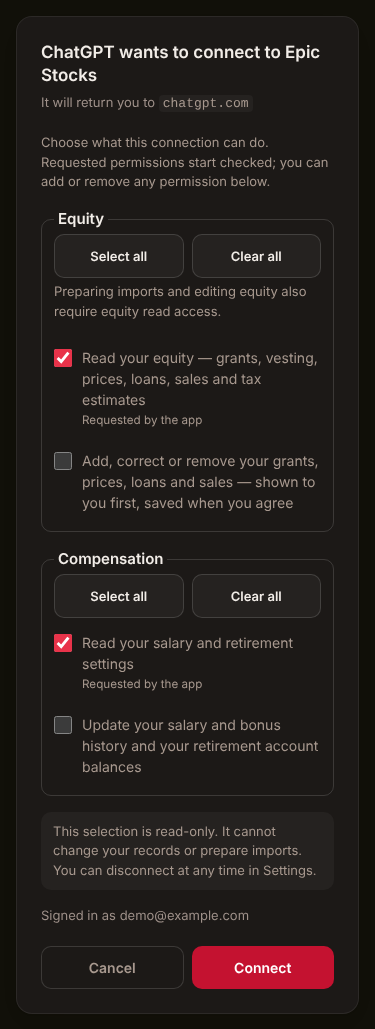 ChatGPT wants to connect to Epic
Stocks
It will return you to chatgpt.com
Choose what this connection can do.
Requested permissions start checked; you can
add or remove any permission below.
Equity
Select all
Clear all
Preparing imports and editing equity also
require equity read access.
Read your equity — grants, vesting,
prices, loans, sales and tax
estimates
Requested by the app
Add, correct or remove your grants,
prices, loans and sales — shown to
you first, saved when you agree
Compensation
Select all
Clear all
Read your salary and retirement
settings
Requested by the app
Update your salary and bonus
history and your retirement account
balances
This selection is read-only. It cannot
change your records or prepare imports.
You can disconnect at any time in Settings.
Signed in as demo@example.com
Cancel
Connect